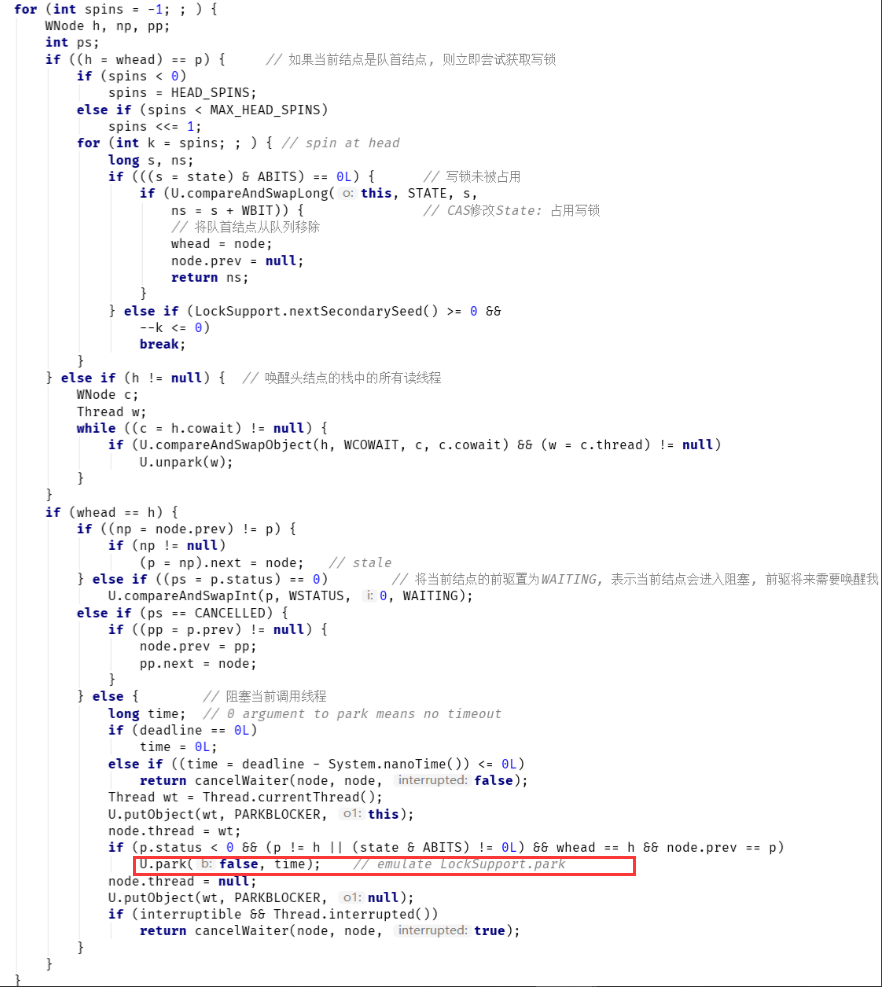 for (int spins = -1; ; ) {
    WNode h, np, pp;
    int ps;
    if ((h = whead) == p) {     // 如果当前结点是队首结点, 则立即尝试获取写锁
        if (spins < 0)
            spins = HEAD_SPINS;
        else if (spins < MAX_HEAD_SPINS)
            spins <<= 1;
        for (int k = spins; ; ) { // spin at head
            long s, ns;
            if (((s = state) & ABITS) == 0L) {      // 写锁未被占用
                if (U.compareAndSwapLong( o: this, STATE, s,
                    ns = s + WBIT)) {               // CAS修改State: 占用写锁
                    // 将队首结点从队列移除
                    whead = node;
                    node.prev = null;
                    return ns;
                }
            } else if (LockSupport.nextSecondarySeed() >= 0 &&
                --k <= 0)
                break;
        }
    } else if (h != null) {  // 唤醒头结点的栈中的所有读线程
        WNode c;
        Thread w;
        while ((c = h.cowait) != null) {
            if (U.compareAndSwapObject(h, WCOWAIT, c, c.cowait) && (w = c.thread) != null)
                U.unpark(w);
        }
    }
    if (whead == h) {
        if ((np = node.prev) != p) {
            if (np != null)
                (p = np).next = node;   // stale
        } else if ((ps = p.status) == 0)        // 将当前结点的前驱置为WAITING, 表示当前结点会进入阻塞, 前驱将来需要唤醒我
            U.compareAndSwapInt(p, WSTATUS, i: 0, WAITING);
        else if (ps == CANCELLED) {
            if ((pp = p.prev) != null) {
                node.prev = pp;
                pp.next = node;
            }
        } else {        // 阻塞当前调用线程
            long time;  // 0 argument to park means no timeout
            if (deadline == 0L)
                time = 0L;
            else if ((time = deadline - System.nanoTime()) <= 0L)
                return cancelWaiter(node, node, interrupted: false);
            Thread wt = Thread.currentThread();
            U.putObject(wt, PARKBLOCKER, o1: this);
            node.thread = wt;
            if (p.status < 0 && (p != h || (state & ABITS) != 0L) && whead == h && node.prev == p)
                U.park( b: false, time);    // emulate LockSupport.park
            node.thread = null;
            U.putObject(wt, PARKBLOCKER, o1: null);
            if (interruptible && Thread.interrupted())
                return cancelWaiter(node, node, interrupted: true);
        }
    }
}